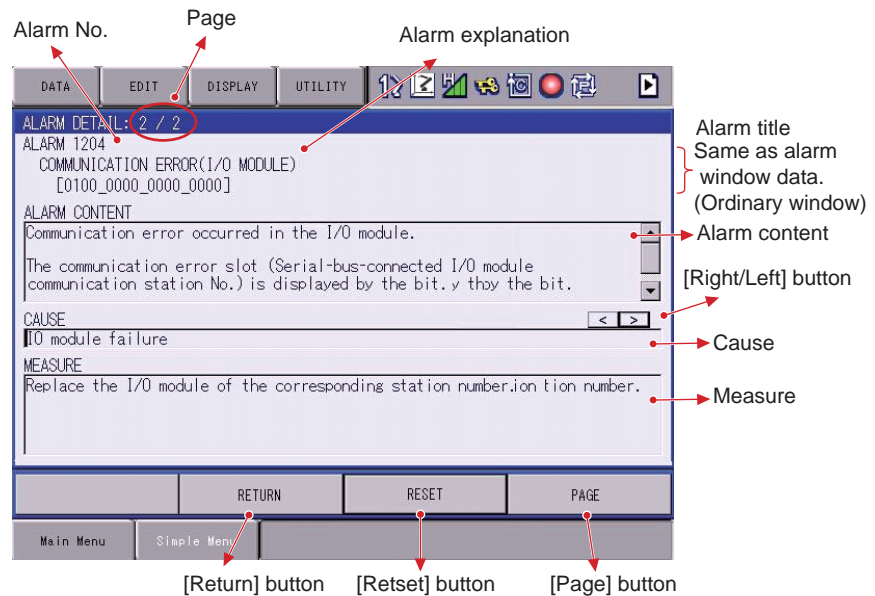 Alarm No.
Page
Alarm explanation
DATA
EDIT
DISPLAY
UTILITY
ALARM DETAIL: 2 / 2
ALARM 1204
COMMUNICATION ERROR(I/O MODULE)
[0100_0000_0000_0000]
Alarm title
Same as alarm
window data.
(Ordinary window)
ALARM CONTENT
Communication error occurred in the I/O module.
The communication error slot (Serial-bus-connected I/O module
communication station No.) is displayed by the bit.y thoy the bit.
Alarm content
[Right/Left] button
CAUSE
< >
IO module failure
Cause
MEASURE
Replace the I/O module of the corresponding station number.ion tion number.
Measure
RETURN
RESET
PAGE
Main Menu
Simple Menu
[Return] button
[Retset] button
[Page] button